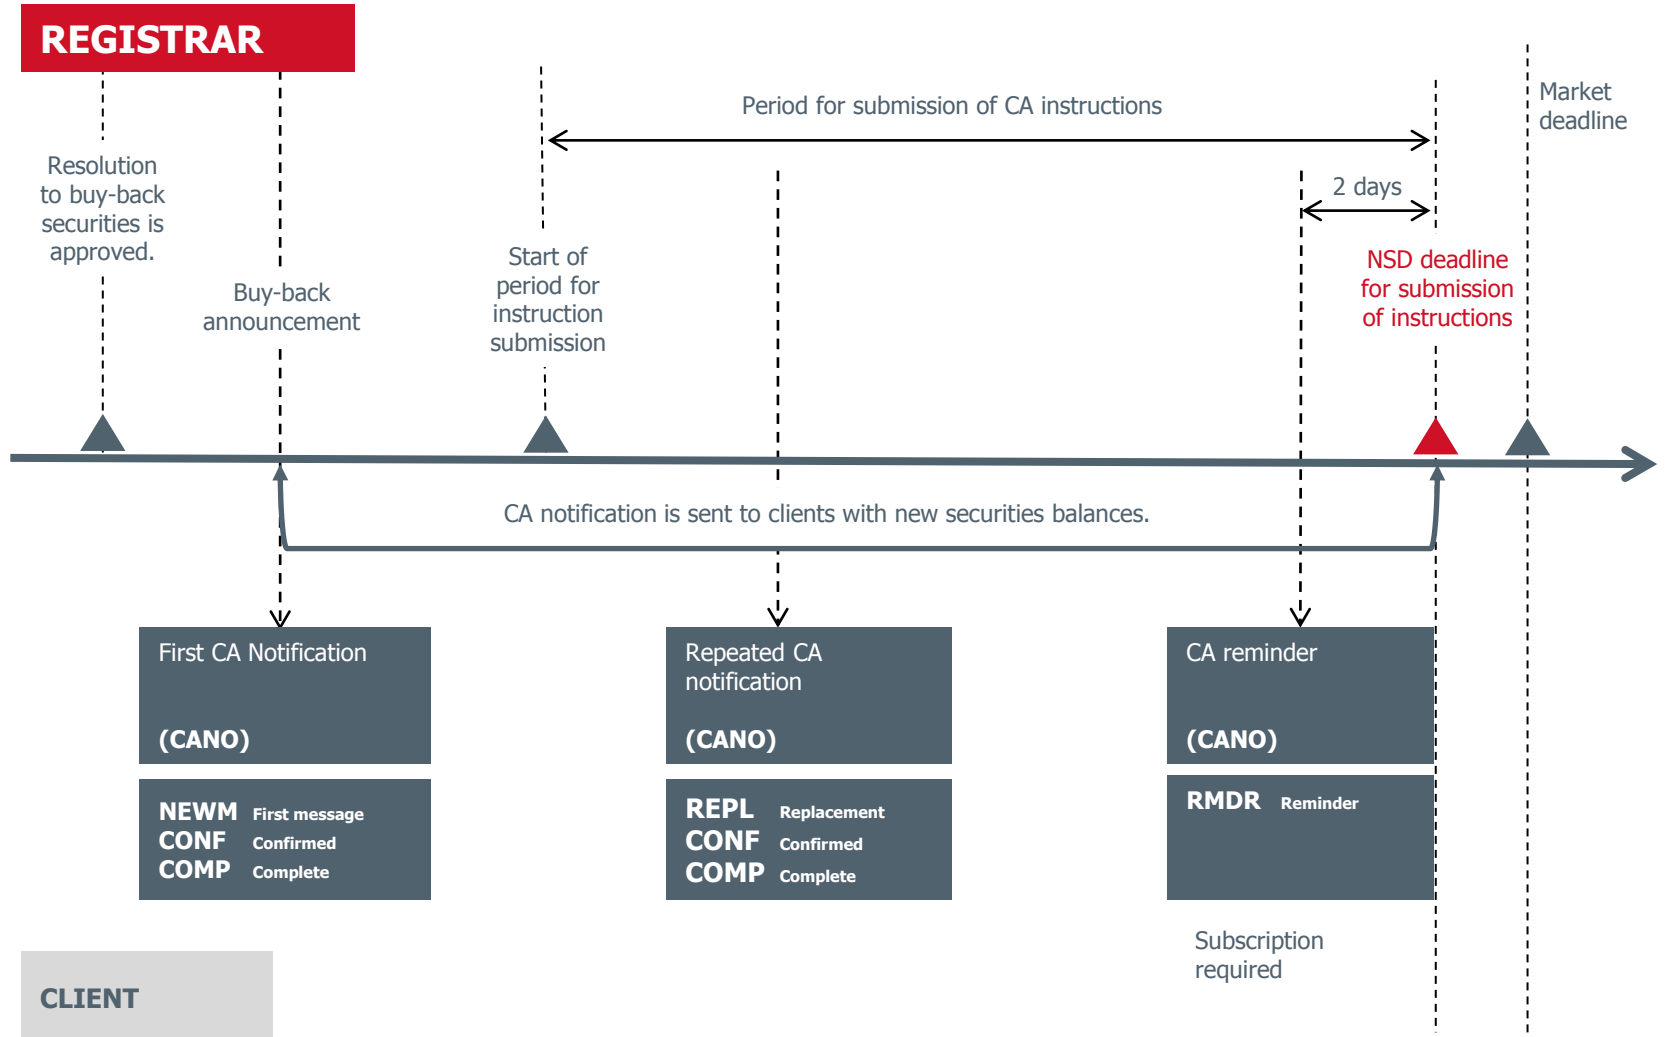 REGISTRAR
Period for submission of CA instructions
Market
deadline
Resolution
to buy-back
securities is
approved.
2 days
Start of
period for
instruction
submission
NSD deadline
for submission
of instructions
Buy-back
announcement
CA notification is sent to clients with new securities balances.
First CA Notification
(CANO)
Repeated CA
notification
(CANO)
CA reminder
(CANO)
NEWM First message
CONF Confirmed
COMP Complete
REPL Replacement
CONF Confirmed
COMP Complete
RMDR Reminder
Subscription
required
CLIENT